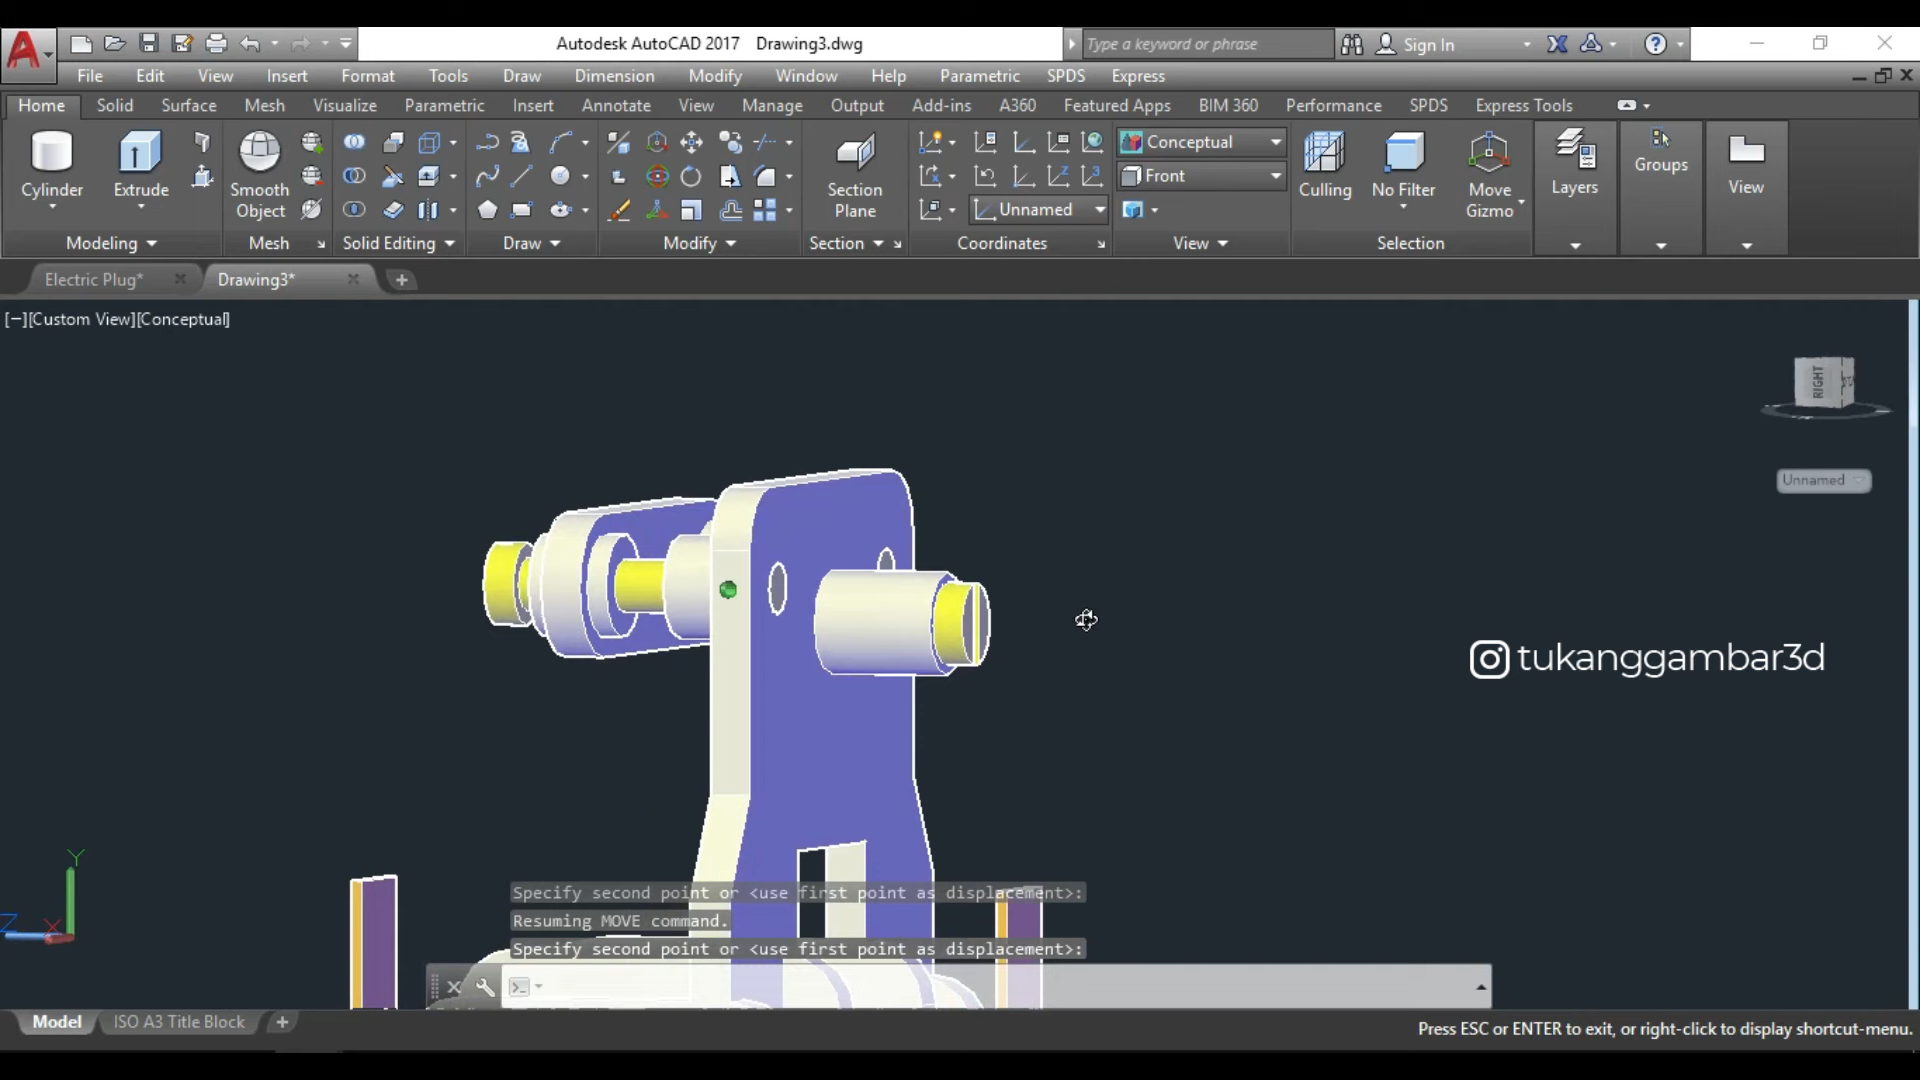 Autodesk AutoCAD 2017 Drawing3.dwg
Type a keyword or phrase
Sign In
File Edit View Insert Format Tools Draw Dimension Modify Window Help Parametric SPDS Express
Home Solid Surface Mesh Visualize Parametric Insert Annotate View Manage Output Add-ins A360 Featured Apps BIM 360 Performance SPDS Express Tools
Cylinder
Extrude
Smooth
Object
Section
Plane
Unnamed
Conceptual
Front
Culling
No Filter
Move
Gizmo
Layers
Groups
View
Modeling
Mesh
Solid Editing
Draw
Modify
Section
Coordinates
View
Selection
Electric Plug*
Drawing3*
[−][Custom View][Conceptual]
RIGHT
Unnamed
tukanggambar3d
Y
Z
X
Specify second point or <use first point as displacement>:
Resuming MOVE command.
Specify second point or <use first point as displacement>:
Model
ISO A3 Title Block
Press ESC or ENTER to exit, or right-click to display shortcut-menu.